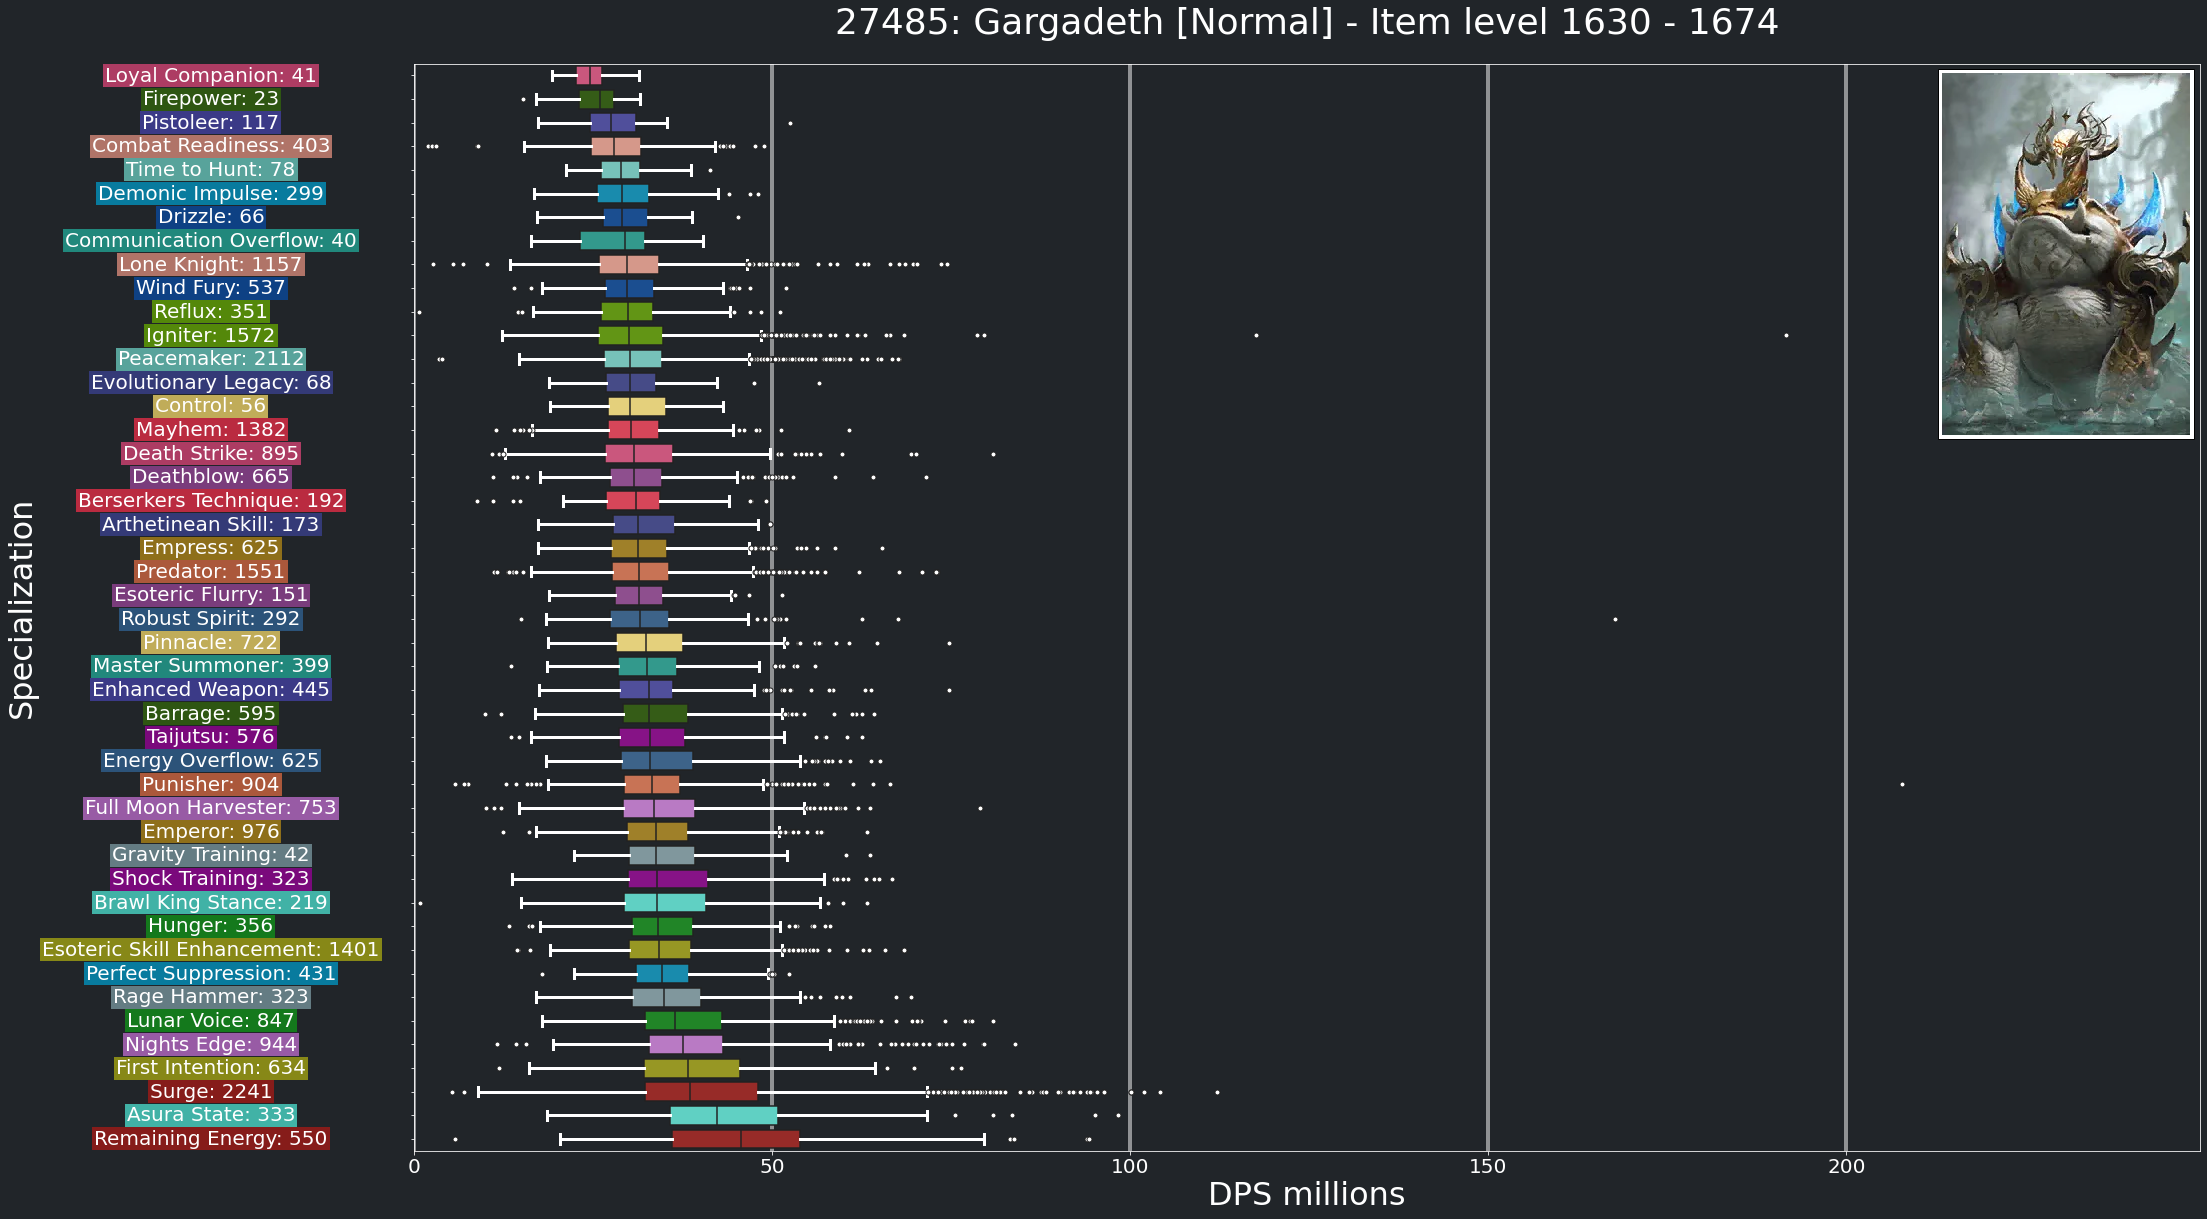 27485: Gargadeth [Normal] - Item level 1630 - 1674
Loyal Companion: 41
Firepower: 23
Pistoleer: 117
Combat Readiness: 403
Time to Hunt: 78
Demonic Impulse: 299
Drizzle: 66
Communication Overflow: 40
Lone Knight: 1157
Wind Fury: 537
Reflux: 351
Igniter: 1572
Peacemaker: 2112
Evolutionary Legacy: 68
Control: 56
Mayhem: 1382
Death Strike: 895
Deathblow: 665
Berserkers Technique: 192
Arthetinean Skill: 173
Empress: 625
Predator: 1551
Esoteric Flurry: 151
Robust Spirit: 292
Pinnacle: 722
Master Summoner: 399
Enhanced Weapon: 445
Barrage: 595
Taijutsu: 576
Energy Overflow: 625
Punisher: 904
Full Moon Harvester: 753
Emperor: 976
Gravity Training: 42
Shock Training: 323
Brawl King Stance: 219
Hunger: 356
Esoteric Skill Enhancement: 1401
Perfect Suppression: 431
Rage Hammer: 323
Lunar Voice: 847
Nights Edge: 944
First Intention: 634
Surge: 2241
Asura State: 333
Remaining Energy: 550
Specialization
0 50 100 150 200
DPS millions